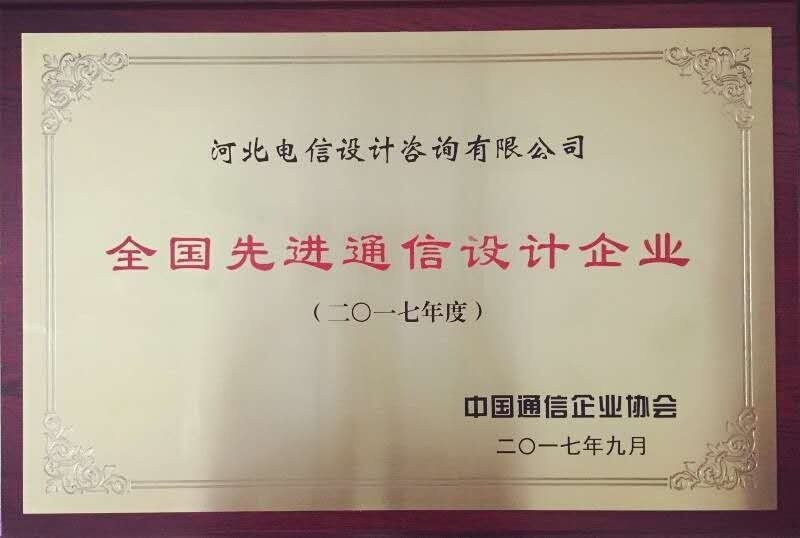 河北电信设计咨询有限公司
全国先进通信设计企业
（二〇一七年度）
中国通信企业协会
二〇一七年九月